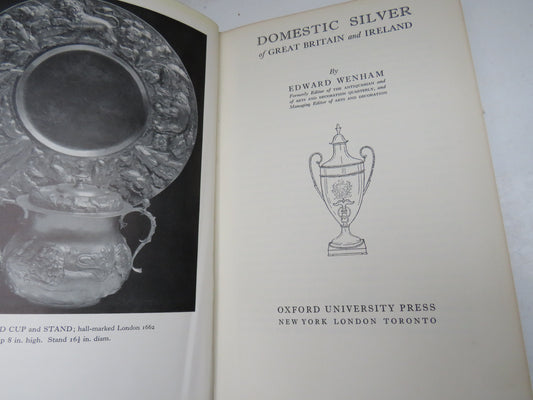 D CUP and STAND; hall-marked London 1662
p 8 in. high. Stand 16¼ in. diam.
DOMESTIC SILVER
of GREAT BRITAIN and IRELAND
By
EDWARD WENHAM
Formerly Editor of THE ANTIQUARIAN and
of ARTS AND DECORATION QUARTERLY, and
Managing Editor of ARTS AND DECORATION
OXFORD UNIVERSITY PRESS
NEW YORK LONDON TORONTO